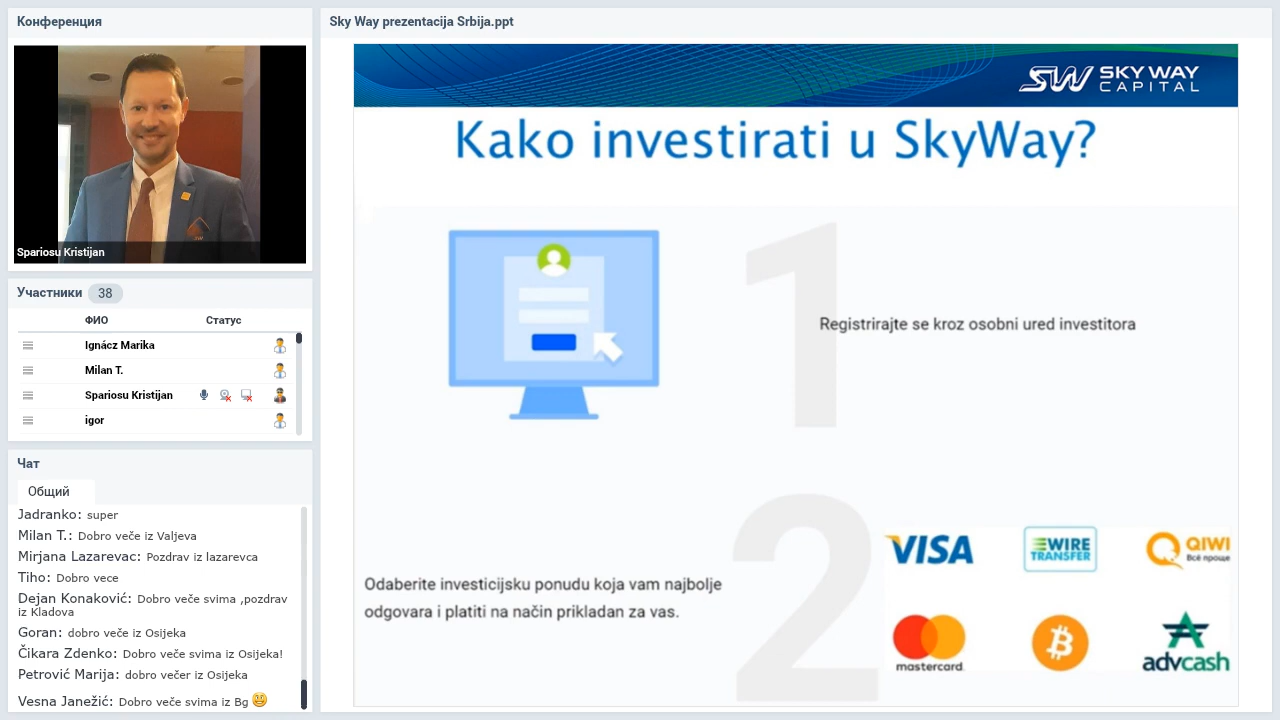 Конференция
Spariosu Kristijan
Участники 38
ФИО Статус
Ignácz Marika
Milan T.
Spariosu Kristijan
igor
Чат
Общий
Jadranko: super
Milan T.: Dobro veče iz Valjeva
Mirjana Lazarevac: Pozdrav iz lazarevca
Tiho: Dobro vece
Dejan Konaković: Dobro veče svima ,pozdrav
iz Kladova
Goran: dobro veče iz Osijeka
Čikara Zdenko: Dobro veče svima iz Osijeka!
Petrović Marija: dobro večer iz Osijeka
Vesna Janežić: Dobro veče svima iz Bg
Sky Way prezentacija Srbija.ppt
SW SKY WAY
CAPITAL
Kako investirati u SkyWay?
1
Registrirajte se kroz osobni ured investitora
2
Odaberite investicijsku ponudu koja vam najbolje
odgovara i platiti na način prikladan za vas.
VISA
WIRE
TRANSFER
QIWI
Всё проще
mastercard
advcash